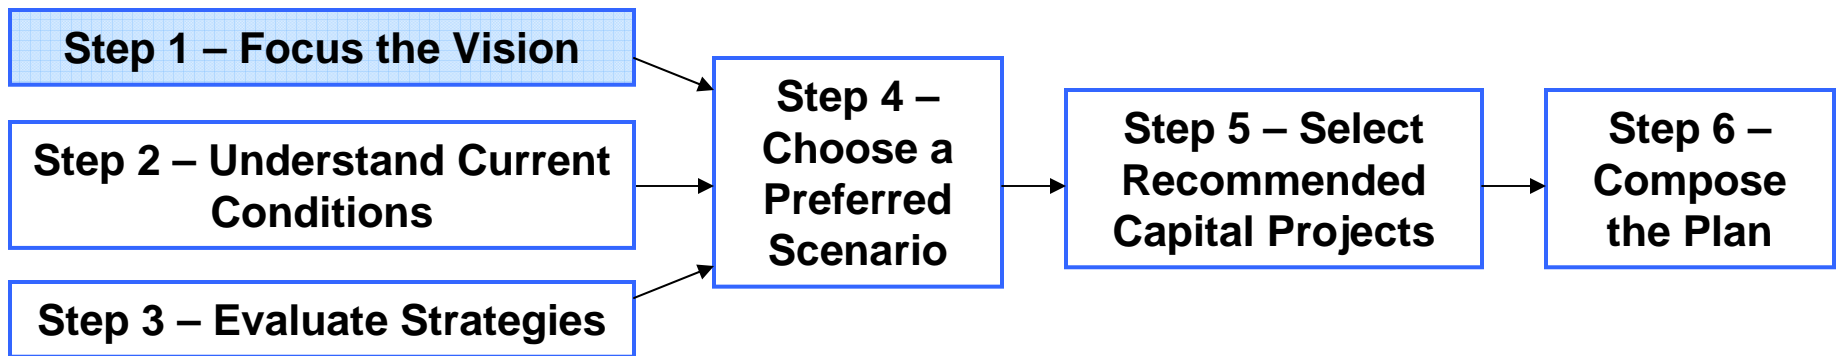 Step 1 – Focus the Vision
Step 2 – Understand Current
Conditions
Step 3 – Evaluate Strategies
Step 4 –
Choose a
Preferred
Scenario
Step 5 – Select
Recommended
Capital Projects
Step 6 –
Compose
the Plan